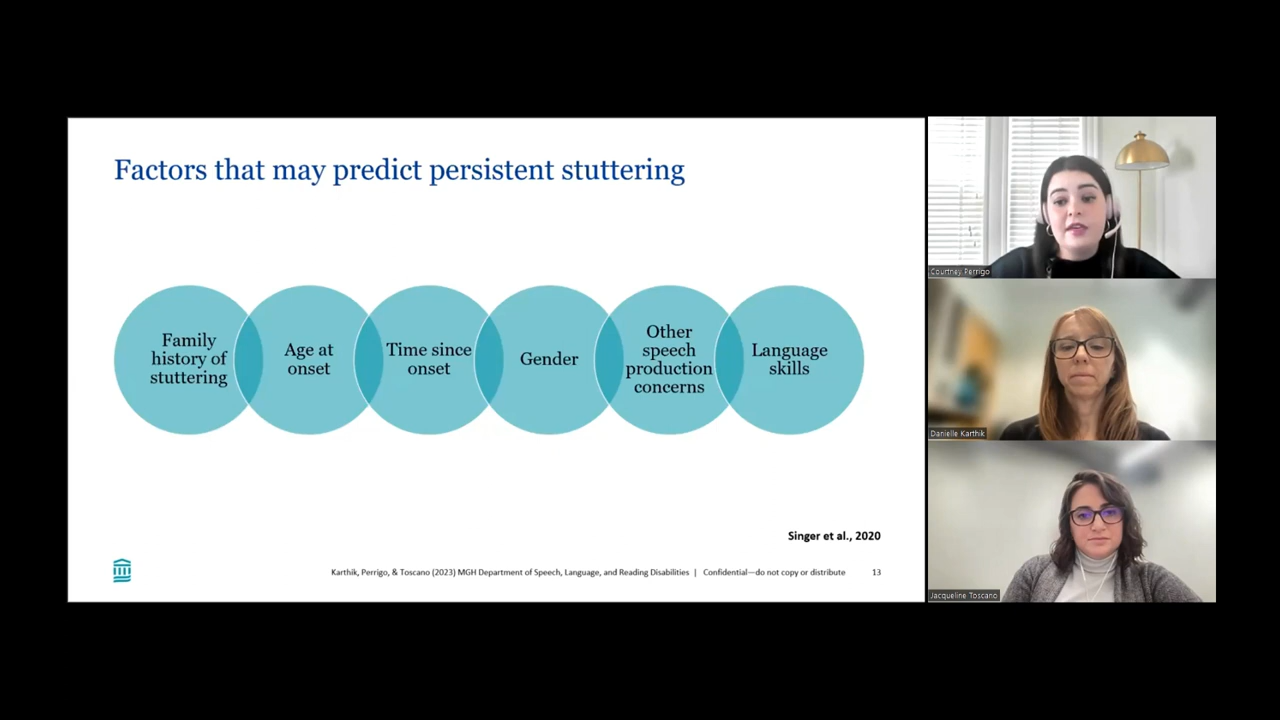 Factors that may predict persistent stuttering
Family
history of
stuttering
Age at
onset
Time since
onset
Gender
Other
speech
production
concerns
Language
skills
Singer et al., 2020
Karthik, Perrigo, & Toscano (2023) MGH Department of Speech, Language, and Reading Disabilities | Confidential—do not copy or distribute 13
Courtney Perrigo
Danielle Karthik
Jacqueline Toscano